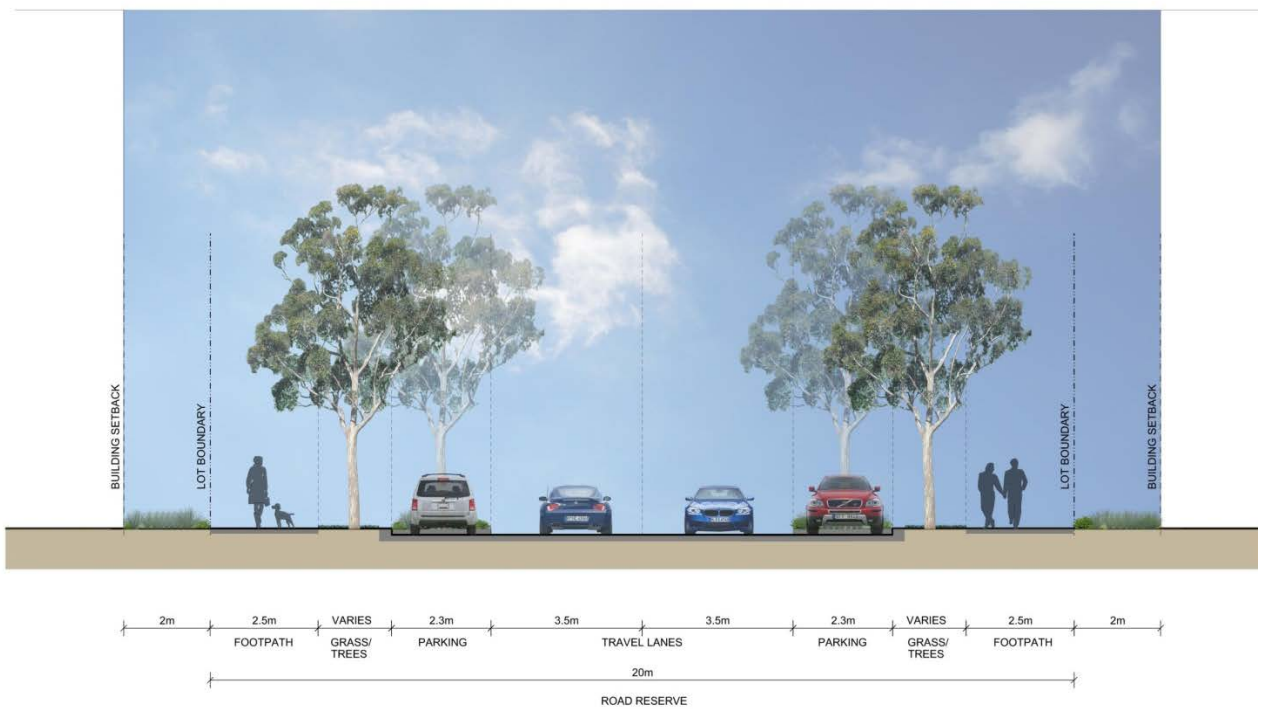 BUILDING SETBACK
LOT BOUNDARY
LOT BOUNDARY
BUILDING SETBACK
2m
2.5m
VARIES
2.3m
3.5m
3.5m
2.3m
VARIES
2.5m
2m
FOOTPATH
GRASS/
TREES
PARKING
TRAVEL LANES
PARKING
GRASS/
TREES
FOOTPATH
20m
ROAD RESERVE